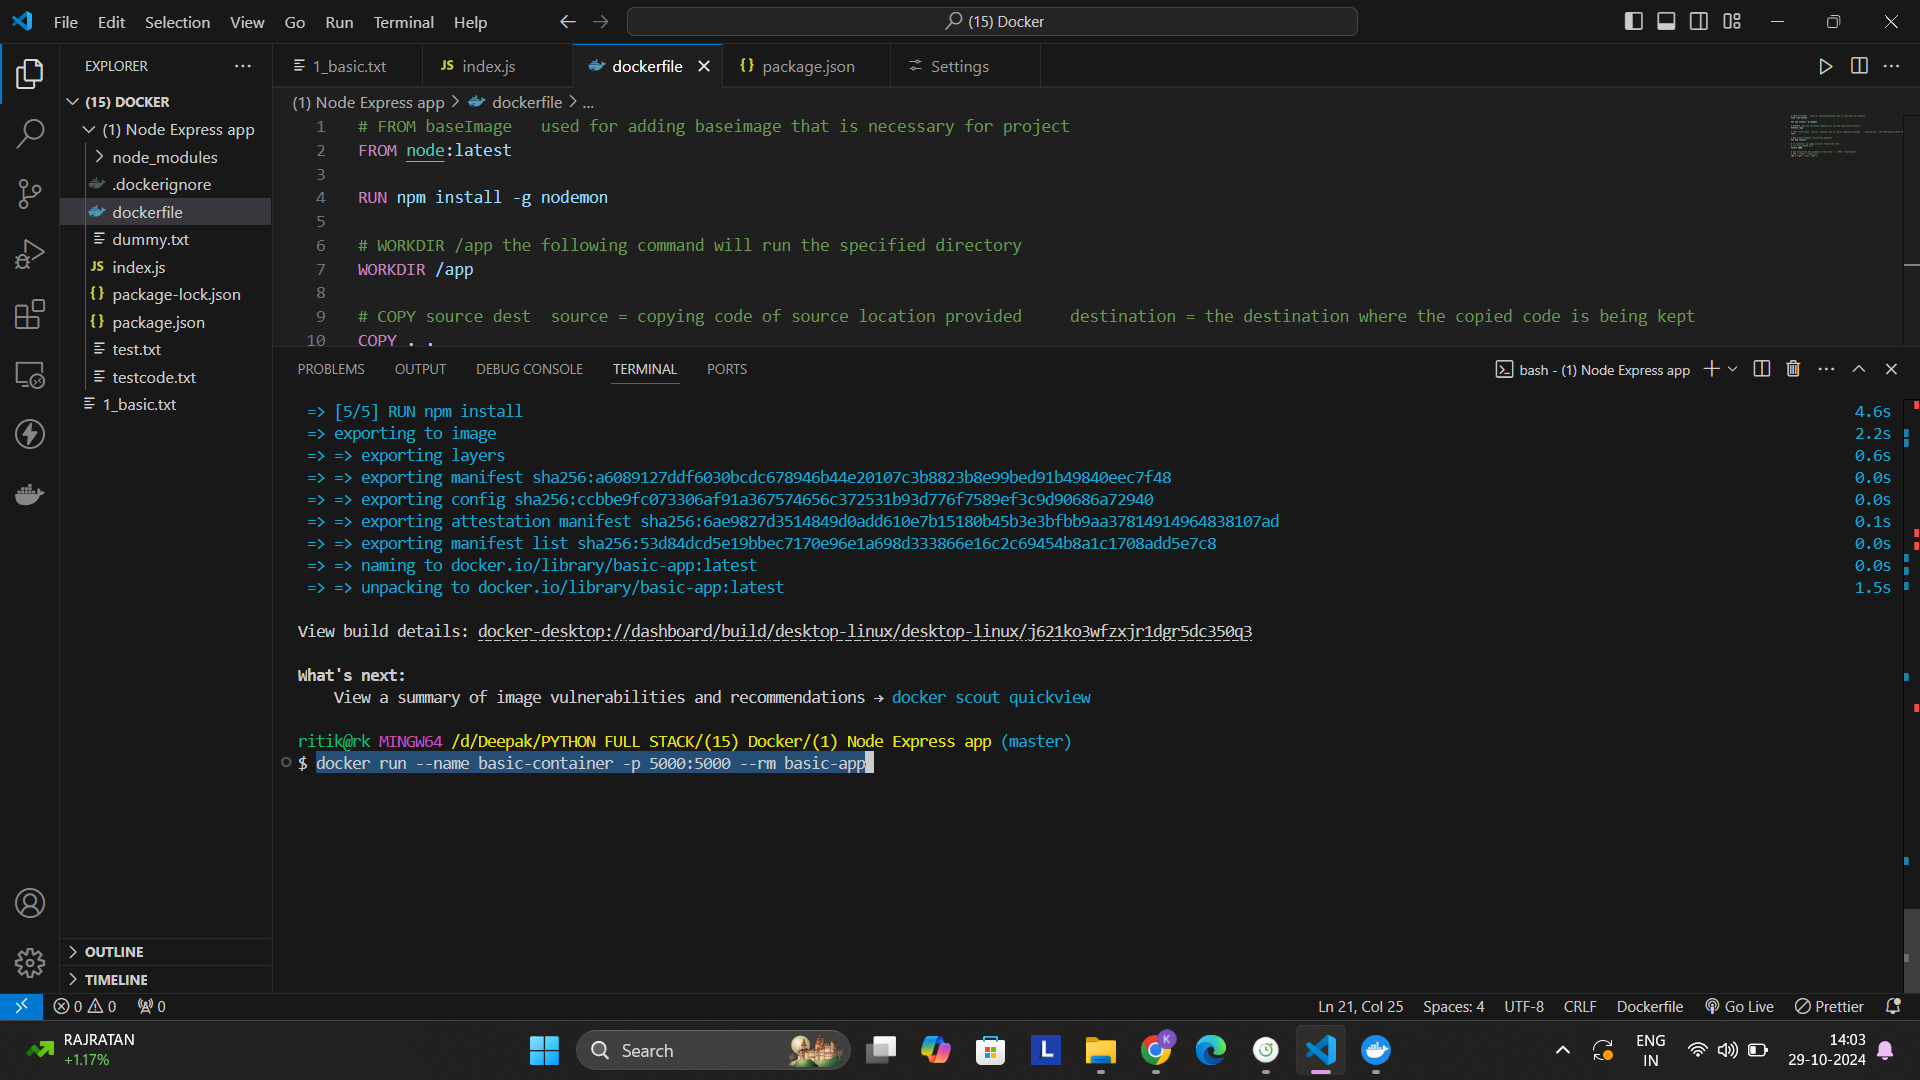 File Edit Selection View Go Run Terminal Help
(15) Docker
EXPLORER
(15) DOCKER
(1) Node Express app
node_modules
.dockerignore
dockerfile
dummy.txt
index.js
package-lock.json
package.json
test.txt
testcode.txt
1_basic.txt
OUTLINE
TIMELINE
1_basic.txt
JS index.js
dockerfile
{} package.json
Settings
(1) Node Express app > dockerfile > ...
1 # FROM baseImage   used for adding baseimage that is necessary for project
2 FROM node:latest
3
4 RUN npm install -g nodemon
5
6 # WORKDIR /app the following command will run the specified directory
7 WORKDIR /app
8
9 # COPY source dest  source = copying code of source location provided     destination = the destination where the copied code is being kept
10 COPY . .
PROBLEMS OUTPUT DEBUG CONSOLE TERMINAL PORTS
bash - (1) Node Express app
=> [5/5] RUN npm install 4.6s
=> exporting to image 2.2s
=> => exporting layers 0.6s
=> => exporting manifest sha256:a6089127ddf6030bcdc678946b44e20107c3b8823b8e99bed91b49840eec7f48 0.0s
=> => exporting config sha256:ccbbe9fc073306af91a367574656c372531b93d776f7589ef3c9d90686a72940 0.0s
=> => exporting attestation manifest sha256:6ae9827d3514849d0add610e7b15180b45b3e3bfbb9aa37814914964838107ad 0.1s
=> => exporting manifest list sha256:53d84dcd5e19bbec7170e96e1a698d333866e16c2c69454b8a1c1708add5e7c8 0.0s
=> => naming to docker.io/library/basic-app:latest 0.0s
=> => unpacking to docker.io/library/basic-app:latest 1.5s
View build details: docker-desktop://dashboard/build/desktop-linux/desktop-linux/j621ko3wfzxjr1dgr5dc350q3
What's next:
View a summary of image vulnerabilities and recommendations → docker scout quickview
ritik@rk MINGW64 /d/Deepak/PYTHON FULL STACK/(15) Docker/(1) Node Express app (master)
$ docker run --name basic-container -p 5000:5000 --rm basic-app
0 0 0
Ln 21, Col 25 Spaces: 4 UTF-8 CRLF Dockerfile Go Live Prettier
RAJRATAN
+1.17%
Search
L
K
ENG
IN
14:03
29-10-2024